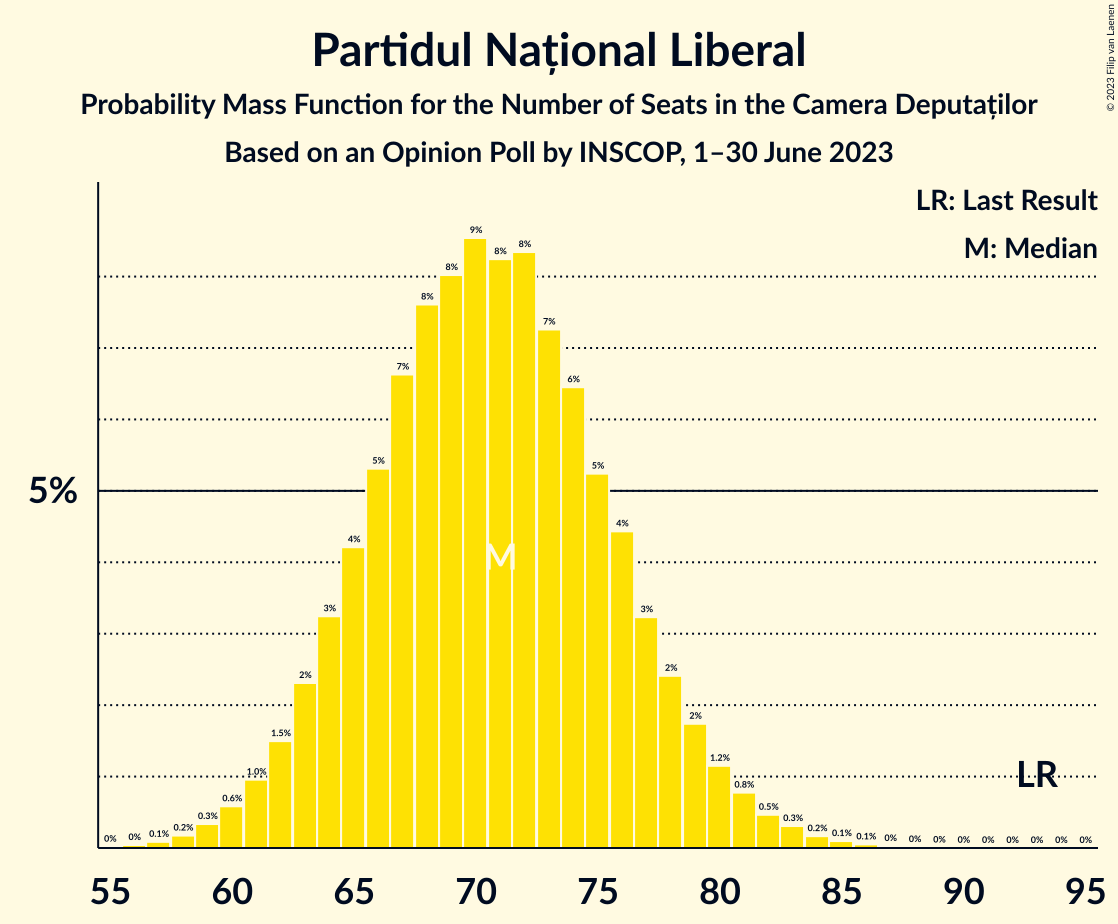 Partidul Național Liberal
Probability Mass Function for the Number of Seats in the Camera Deputaților
Based on an Opinion Poll by INSCOP, 1–30 June 2023
© 2023 Filip van Laenen
LR: Last Result
M: Median
5%
0% 0% 0.1% 0.2% 0.3% 0.6% 1.0% 1.5% 2% 3% 4% 5% 7% 8% 8% 9% 8% 8% 7% 6% 5% 4% 3% 2% 2% 1.2% 0.8% 0.5% 0.3% 0.2% 0.1% 0.1% 0% 0% 0% 0% 0% 0% 0% 0% 0%
M
LR
55 60 65 70 75 80 85 90 95